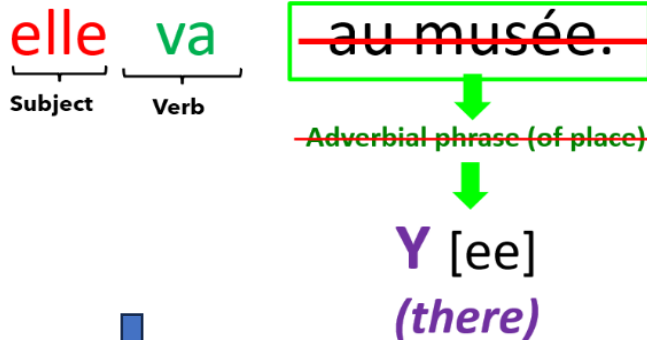 elle va au musée.
Subject Verb
Adverbial phrase (of place)
Y [ee]
(there)